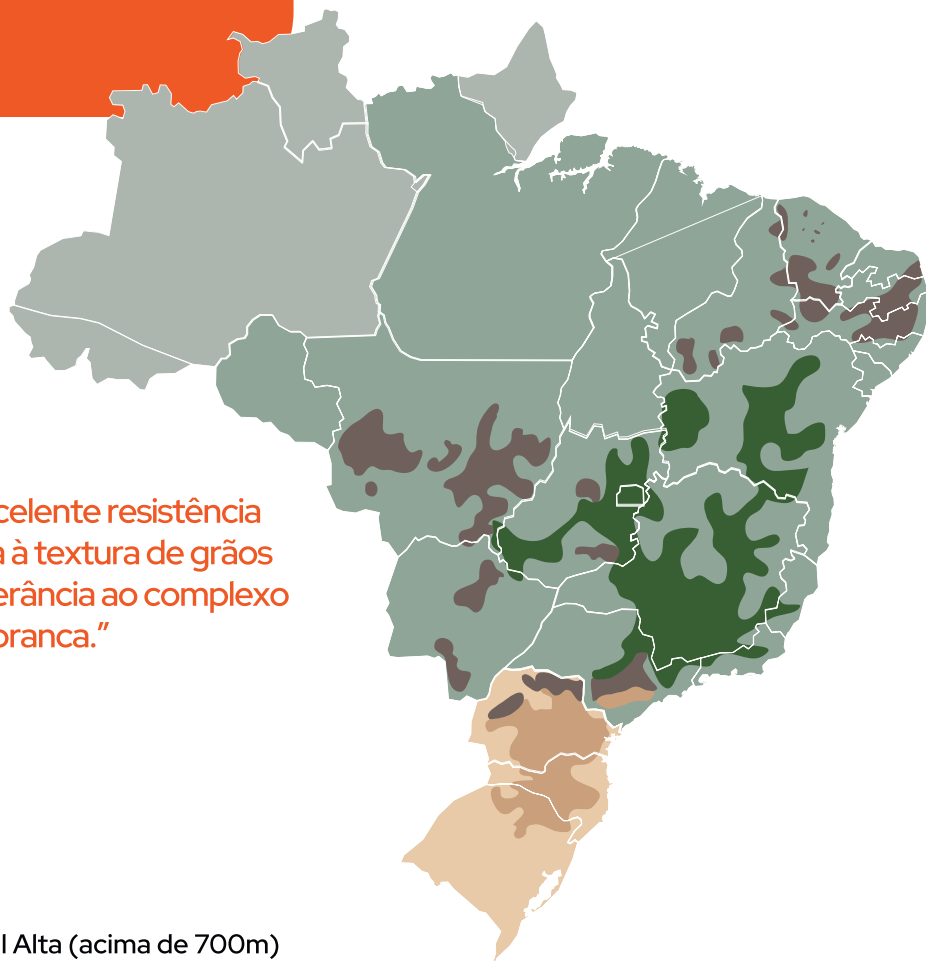 celente resistência
a à textura de grãos
erância ao complexo
branca.”
l Alta (acima de 700m)